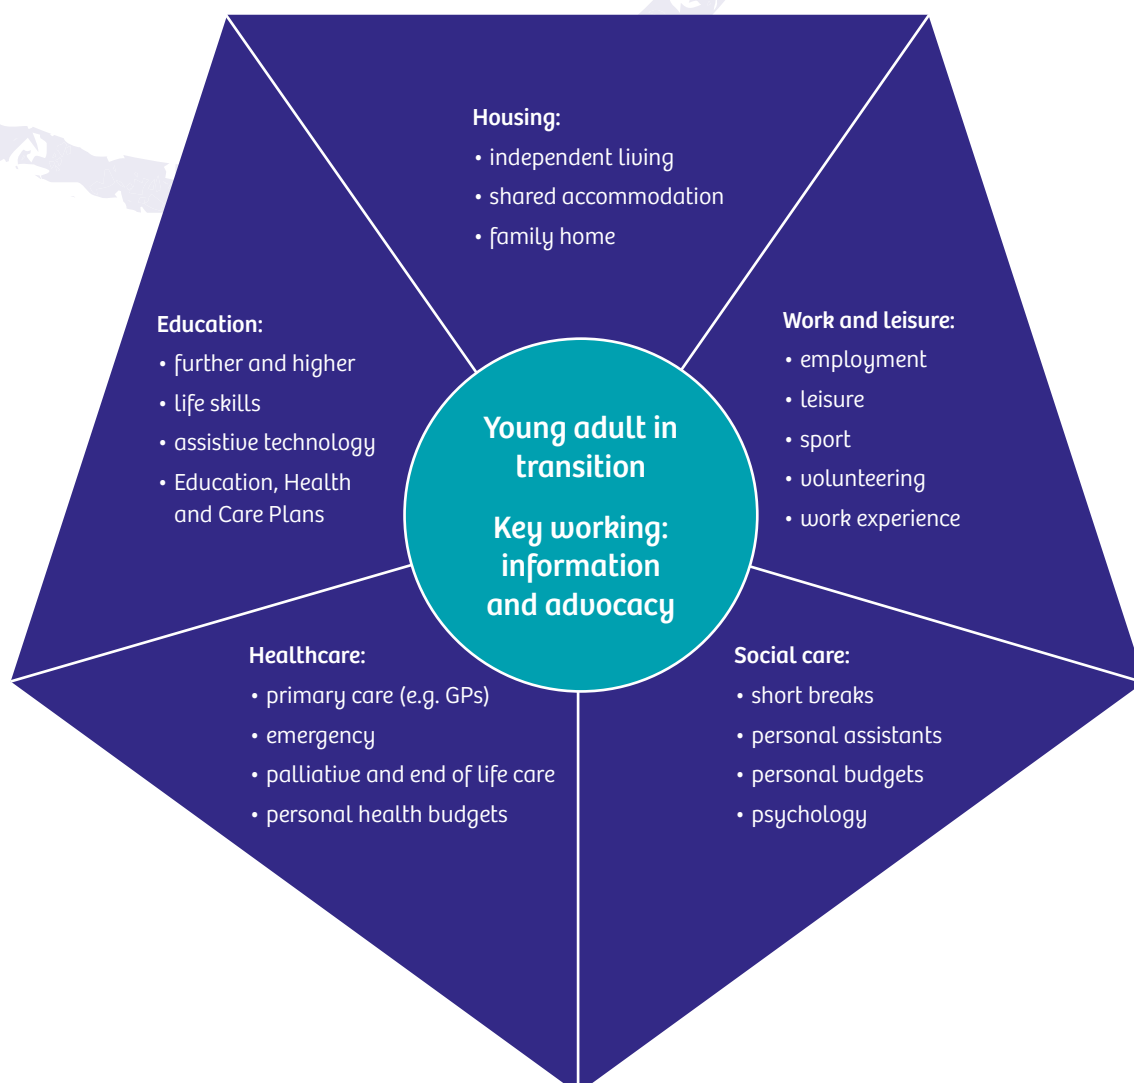 Housing:
• independent living
• shared accommodation
• family home
Education:
• further and higher
• life skills
• assistive technology
• Education, Health
and Care Plans
Work and leisure:
• employment
• leisure
• sport
• volunteering
• work experience
Young adult in
transition
Key working:
information
and advocacy
Healthcare:
• primary care (e.g. GPs)
• emergency
• palliative and end of life care
• personal health budgets
Social care:
• short breaks
• personal assistants
• personal budgets
• psychology